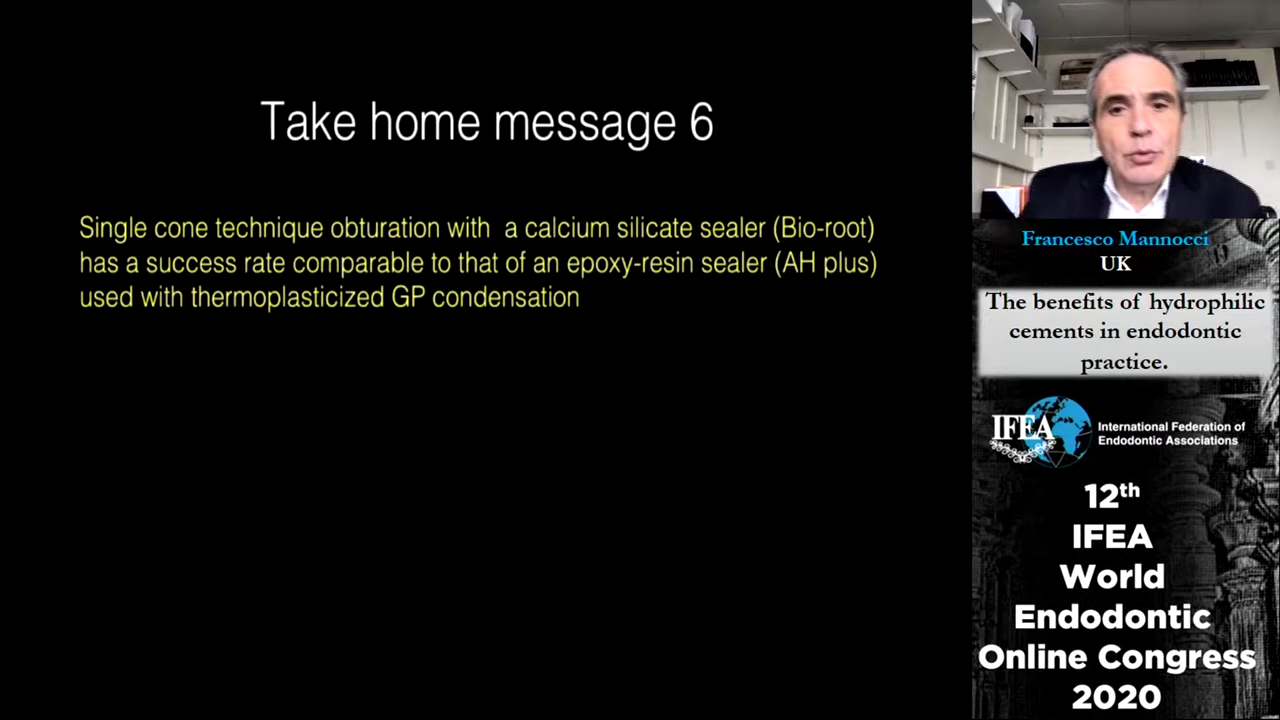 Take home message 6
Single cone technique obturation with a calcium silicate sealer (Bio-root)
has a success rate comparable to that of an epoxy-resin sealer (AH plus)
used with thermoplasticized GP condensation
Francesco Mannocci
UK
The benefits of hydrophilic
cements in endodontic
practice.
IFEA
International Federation of
Endodontic Associations
12th
IFEA
World
Endodontic
Online Congress
2020